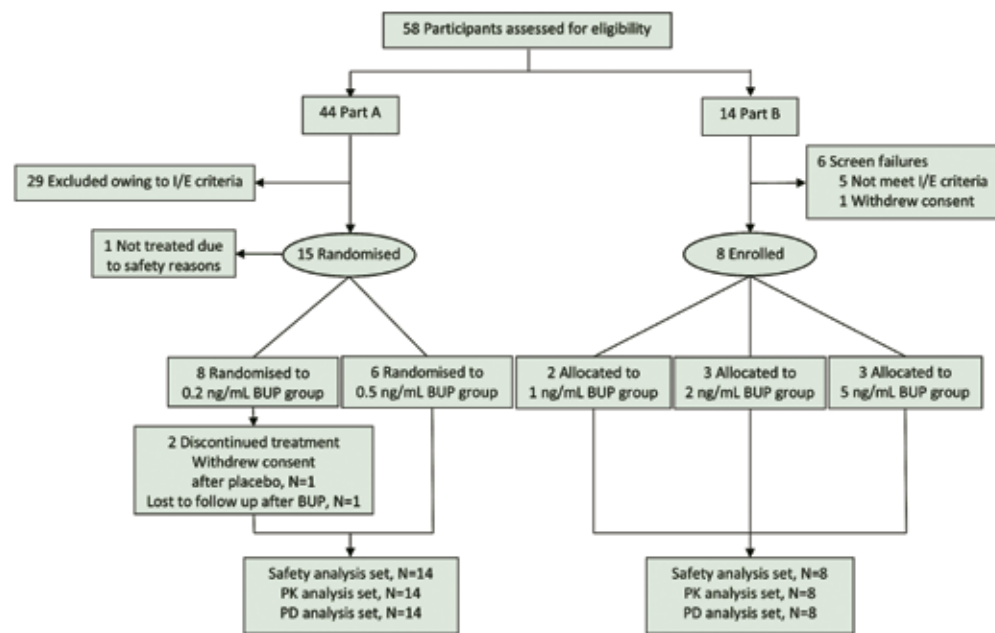 58 Participants assessed for eligibility
44 Part A
14 Part B
29 Excluded owing to I/E criteria
6 Screen failures
5 Not meet I/E criteria
1 Withdrew consent
1 Not treated due
to safety reasons
15 Randomised
8 Enrolled
8 Randomised to
0.2 ng/mL BUP group
6 Randomised to
0.5 ng/mL BUP group
2 Allocated to
1 ng/mL BUP group
3 Allocated to
2 ng/mL BUP group
3 Allocated to
5 ng/mL BUP group
2 Discontinued treatment
Withdrew consent
after placebo, N=1
Lost to follow up after BUP, N=1
Safety analysis set, N=14
PK analysis set, N=14
PD analysis set, N=14
Safety analysis set, N=8
PK analysis set, N=8
PD analysis set, N=8